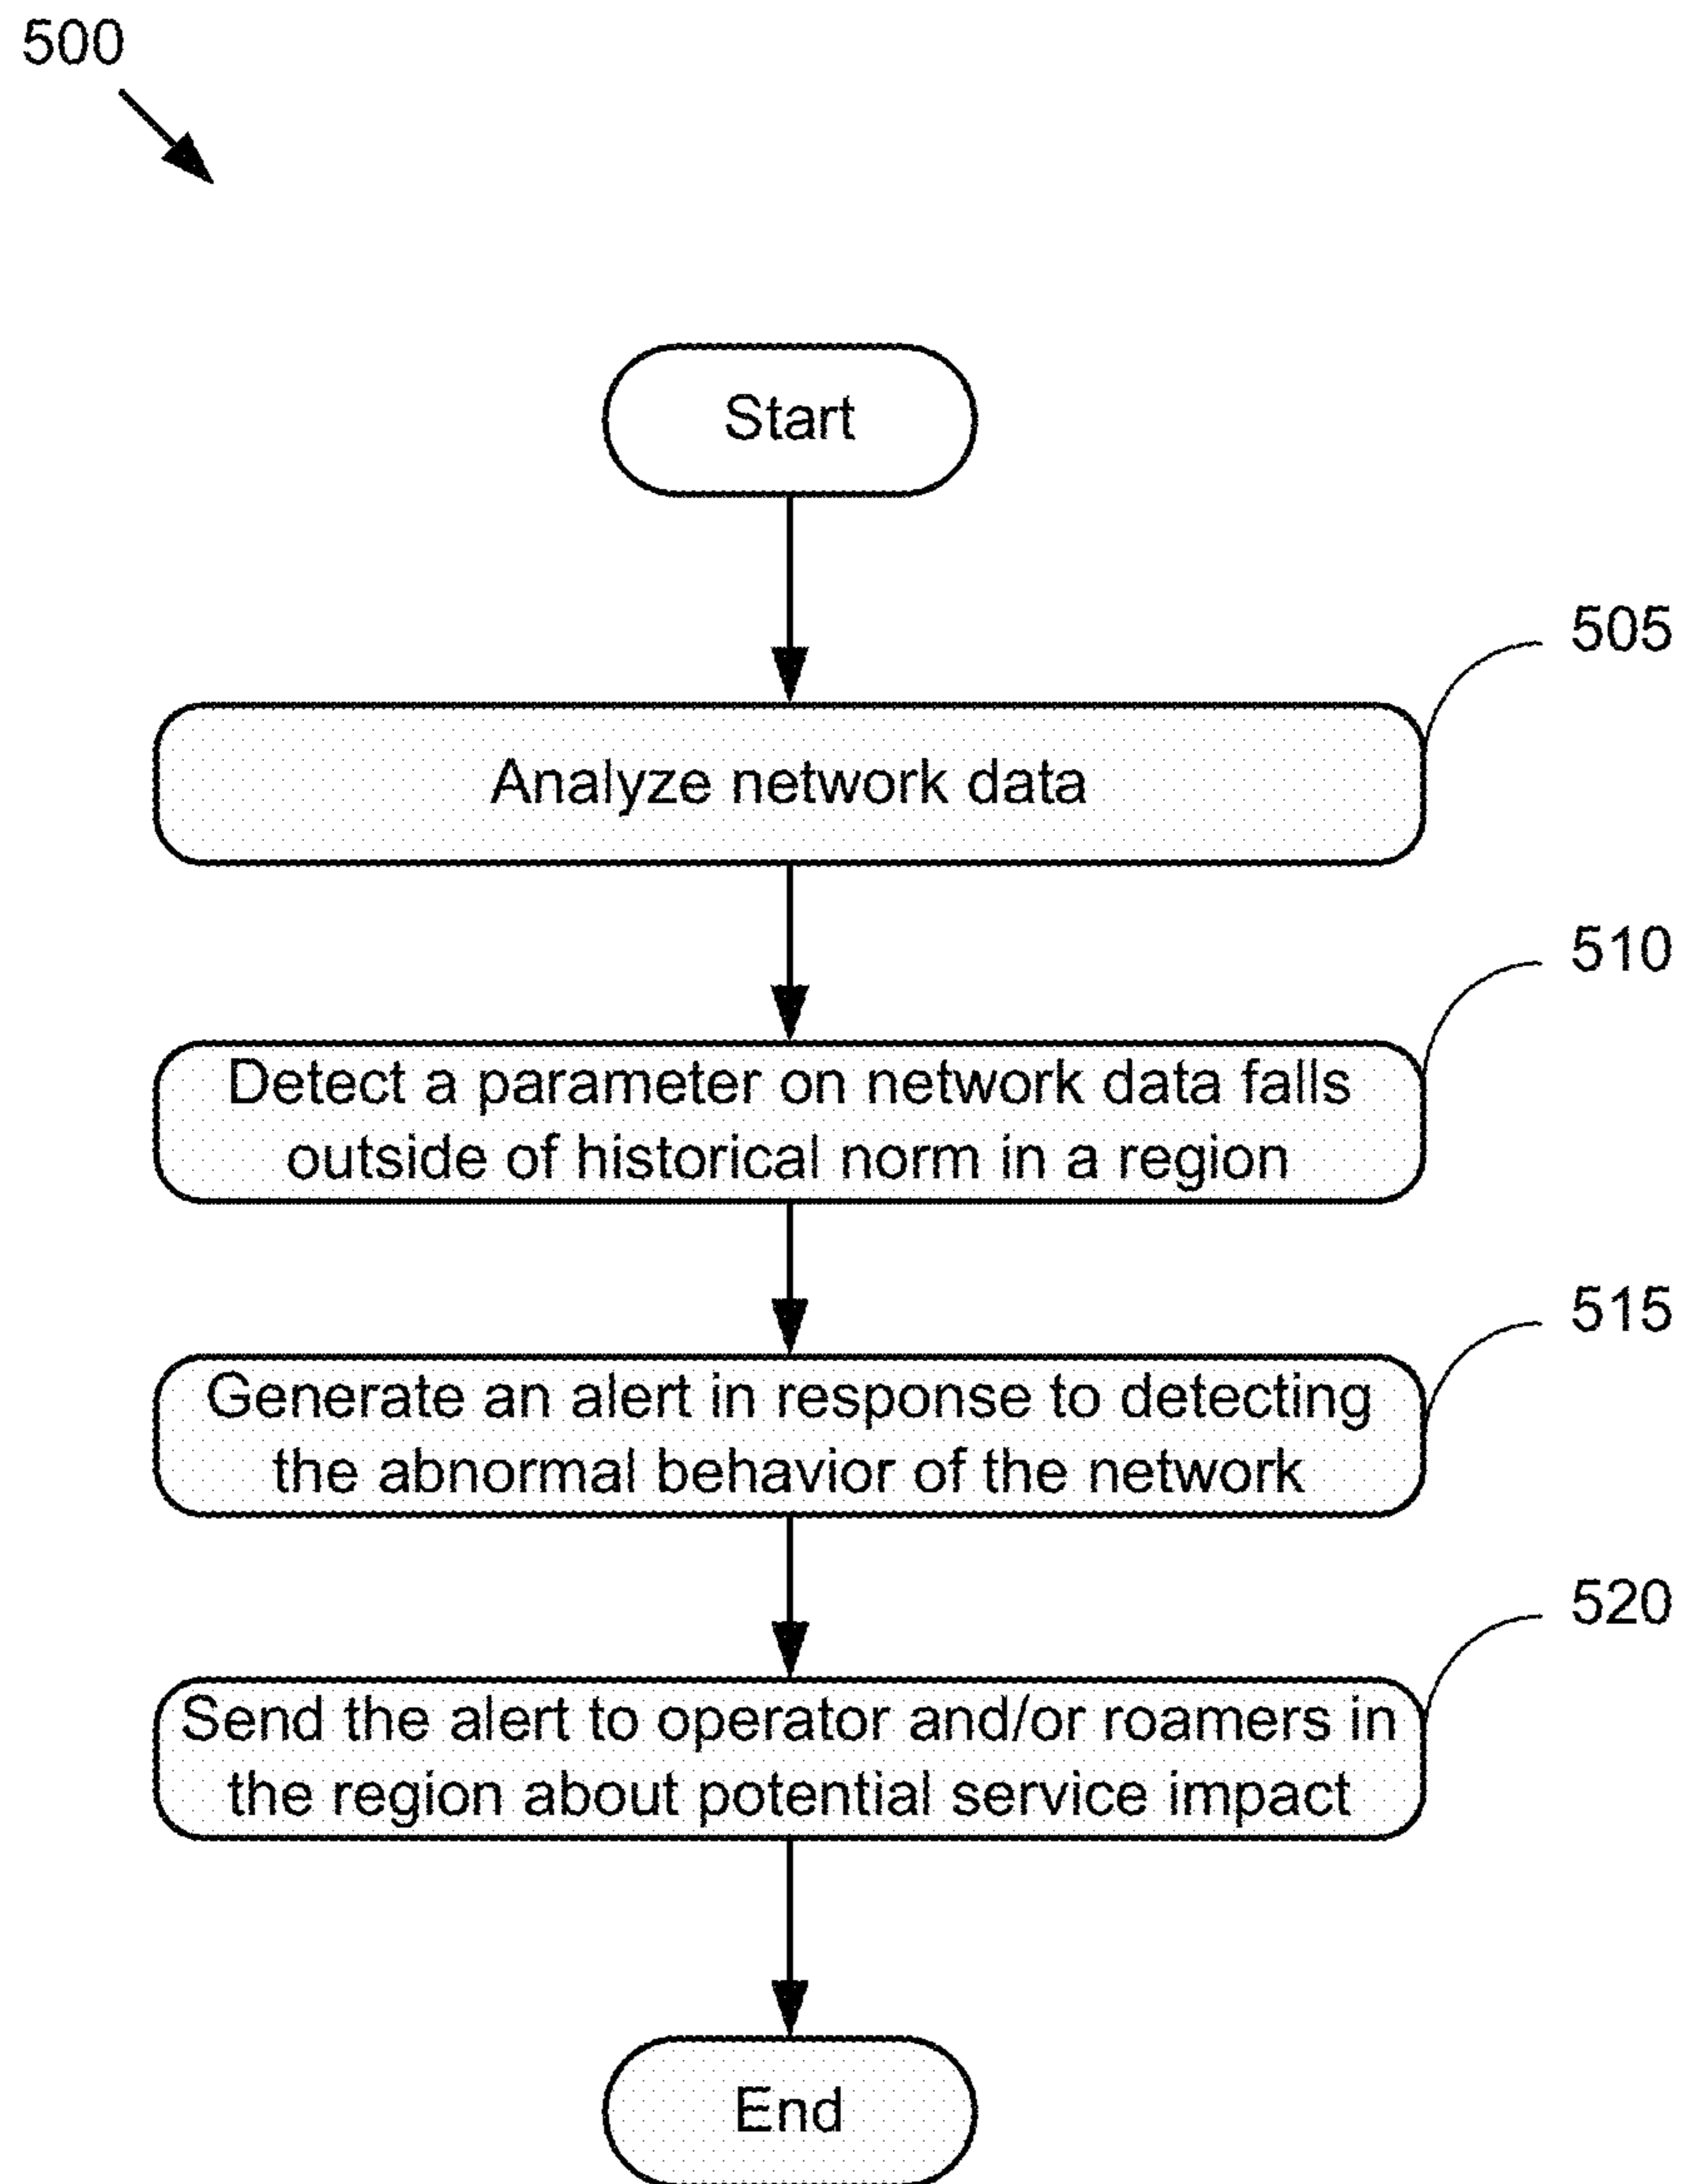 500
Start
505
Analyze network data
510
Detect a parameter on network data falls
outside of historical norm in a region
515
Generate an alert in response to detecting
the abnormal behavior of the network
520
Send the alert to operator and/or roamers in
the region about potential service impact
End